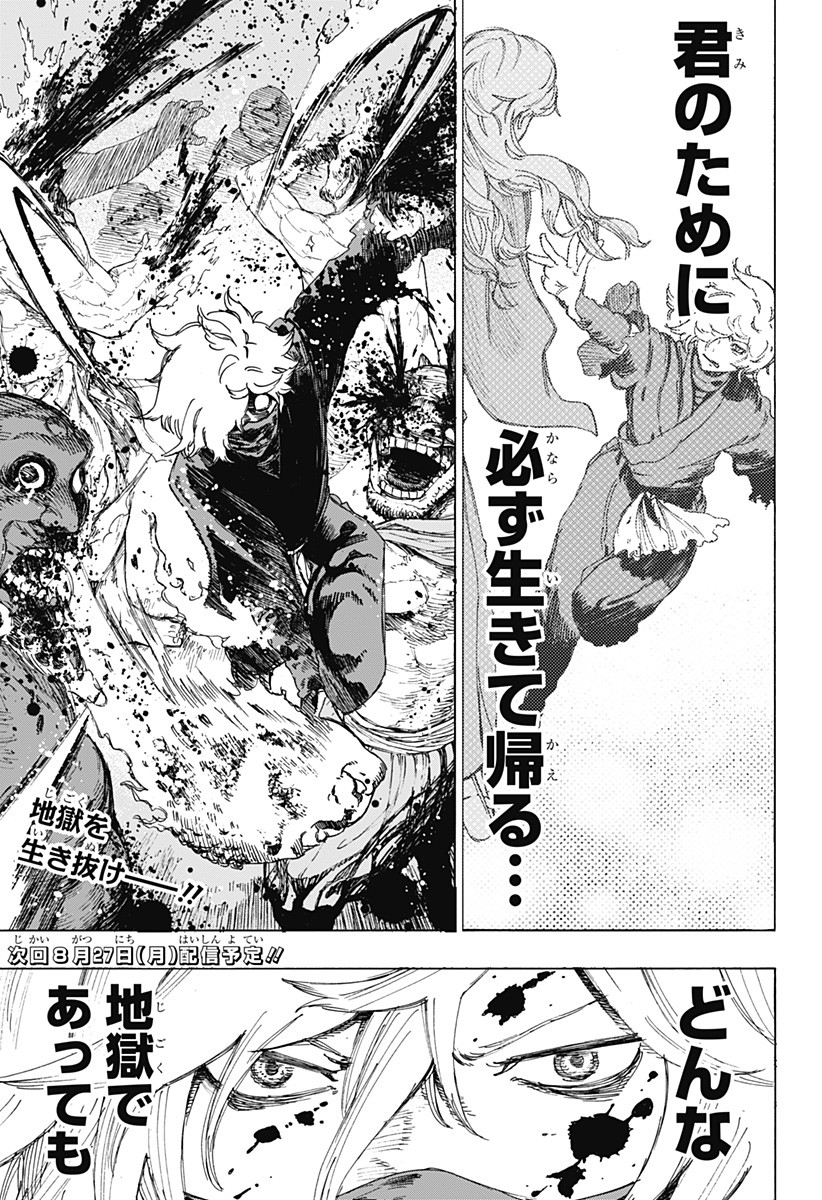 君のために
必ず生きて帰る…
地獄を
生き抜け――!!
次回8月27日(月)配信予定!!
どんな
地獄で
あっても